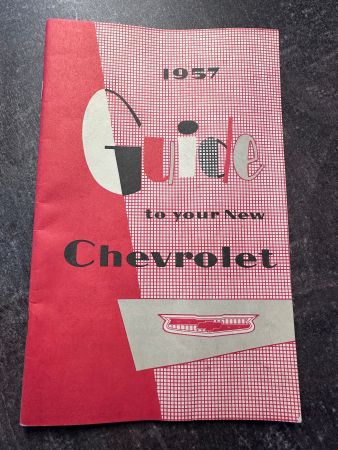 1957
Guide
to your New
Chevrolet